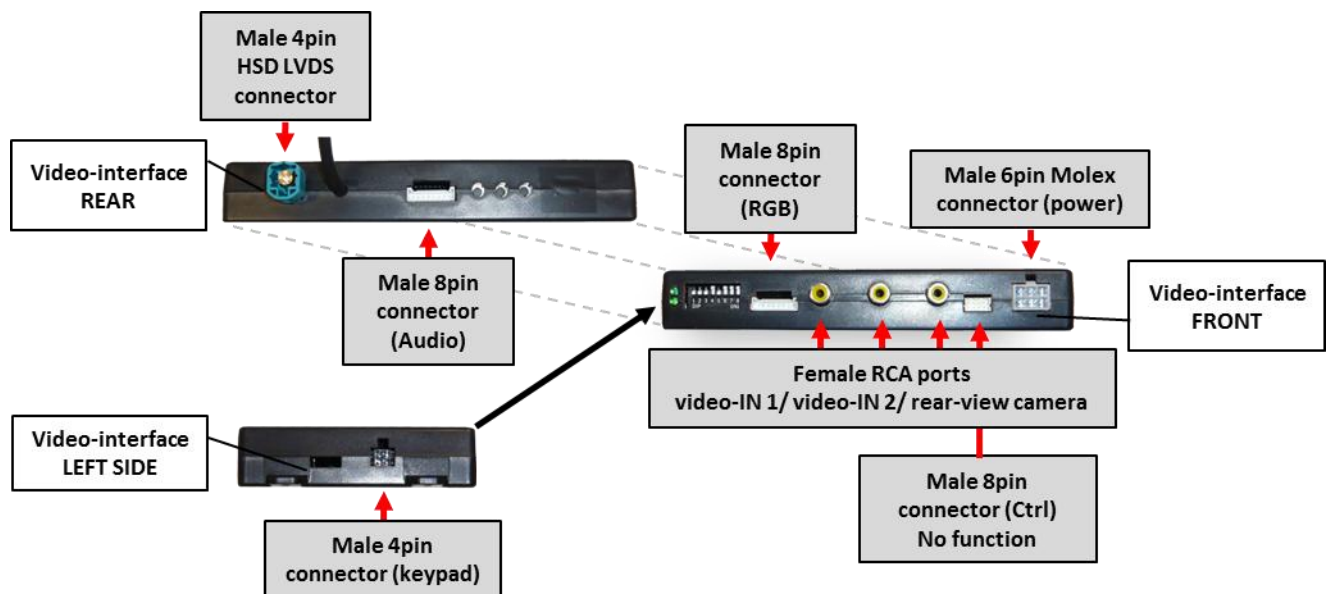 Male 4pin
HSD LVDS
connector
Video-interface
REAR
Male 8pin
connector
(RGB)
Male 6pin Molex
connector (power)
Male 8pin
connector
(Audio)
Video-interface
FRONT
Female RCA ports
video-IN 1/ video-IN 2/ rear-view camera
Video-interface
LEFT SIDE
Male 8pin
connector (Ctrl)
No function
Male 4pin
connector (keypad)